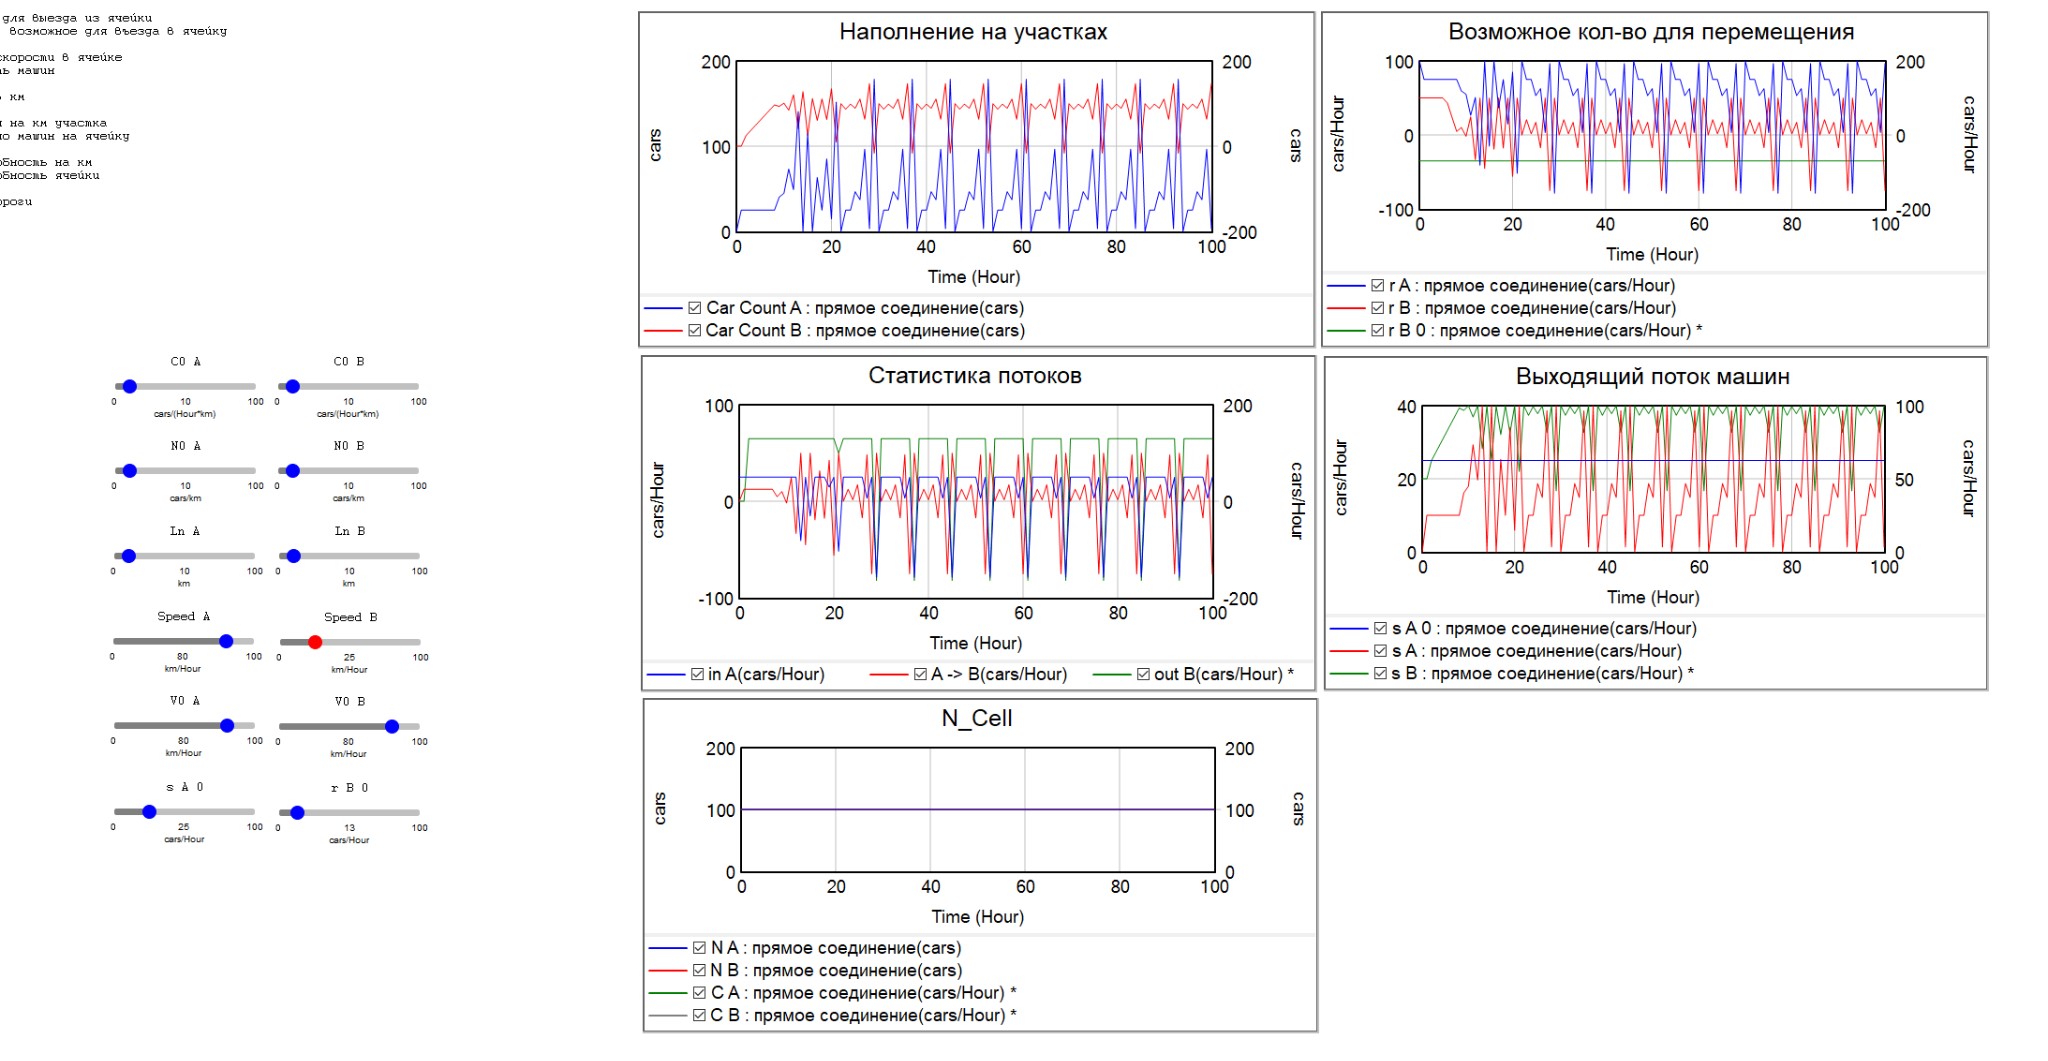 для выезда из ячейки
возможное для въезда в ячейку
скорости в ячейке
машин
км
на км участка
машин на ячейку
на км
ячейки
C0 A
0 10 100
cars/(Hour*km)
C0 B
0 10 100
cars/(Hour*km)
N0 A
0 10 100
cars/km
N0 B
0 10 100
cars/km
Ln A
0 10 100
km
Ln B
0 10 100
km
Speed A
0 80 100
km/Hour
Speed B
0 25 100
km/Hour
V0 A
0 80 100
km/Hour
V0 B
0 80 100
km/Hour
s A 0
0 25 100
cars/Hour
r B 0
0 13 100
cars/Hour
Наполнение на участках
200
100
0
cars
200
0
-200
cars
0 20 40 60 80 100
Time (Hour)
Car Count A : прямое соединение(cars)
Car Count B : прямое соединение(cars)
Возможное кол-во для перемещения
100
0
-100
cars/Hour
200
0
-200
cars/Hour
0 20 40 60 80 100
Time (Hour)
r A : прямое соединение(cars/Hour)
r B : прямое соединение(cars/Hour)
r B 0 : прямое соединение(cars/Hour) *
Статистика потоков
100
0
-100
cars/Hour
200
0
-200
cars/Hour
0 20 40 60 80 100
Time (Hour)
in A(cars/Hour) A -> B(cars/Hour) out B(cars/Hour) *
Выходящий поток машин
40
20
0
cars/Hour
100
50
0
cars/Hour
0 20 40 60 80 100
Time (Hour)
s A 0 : прямое соединение(cars/Hour)
s A : прямое соединение(cars/Hour)
s B : прямое соединение(cars/Hour) *
N_Cell
200
100
0
cars
200
100
0
cars
0 20 40 60 80 100
Time (Hour)
N A : прямое соединение(cars)
N B : прямое соединение(cars)
C A : прямое соединение(cars/Hour) *
C B : прямое соединение(cars/Hour) *